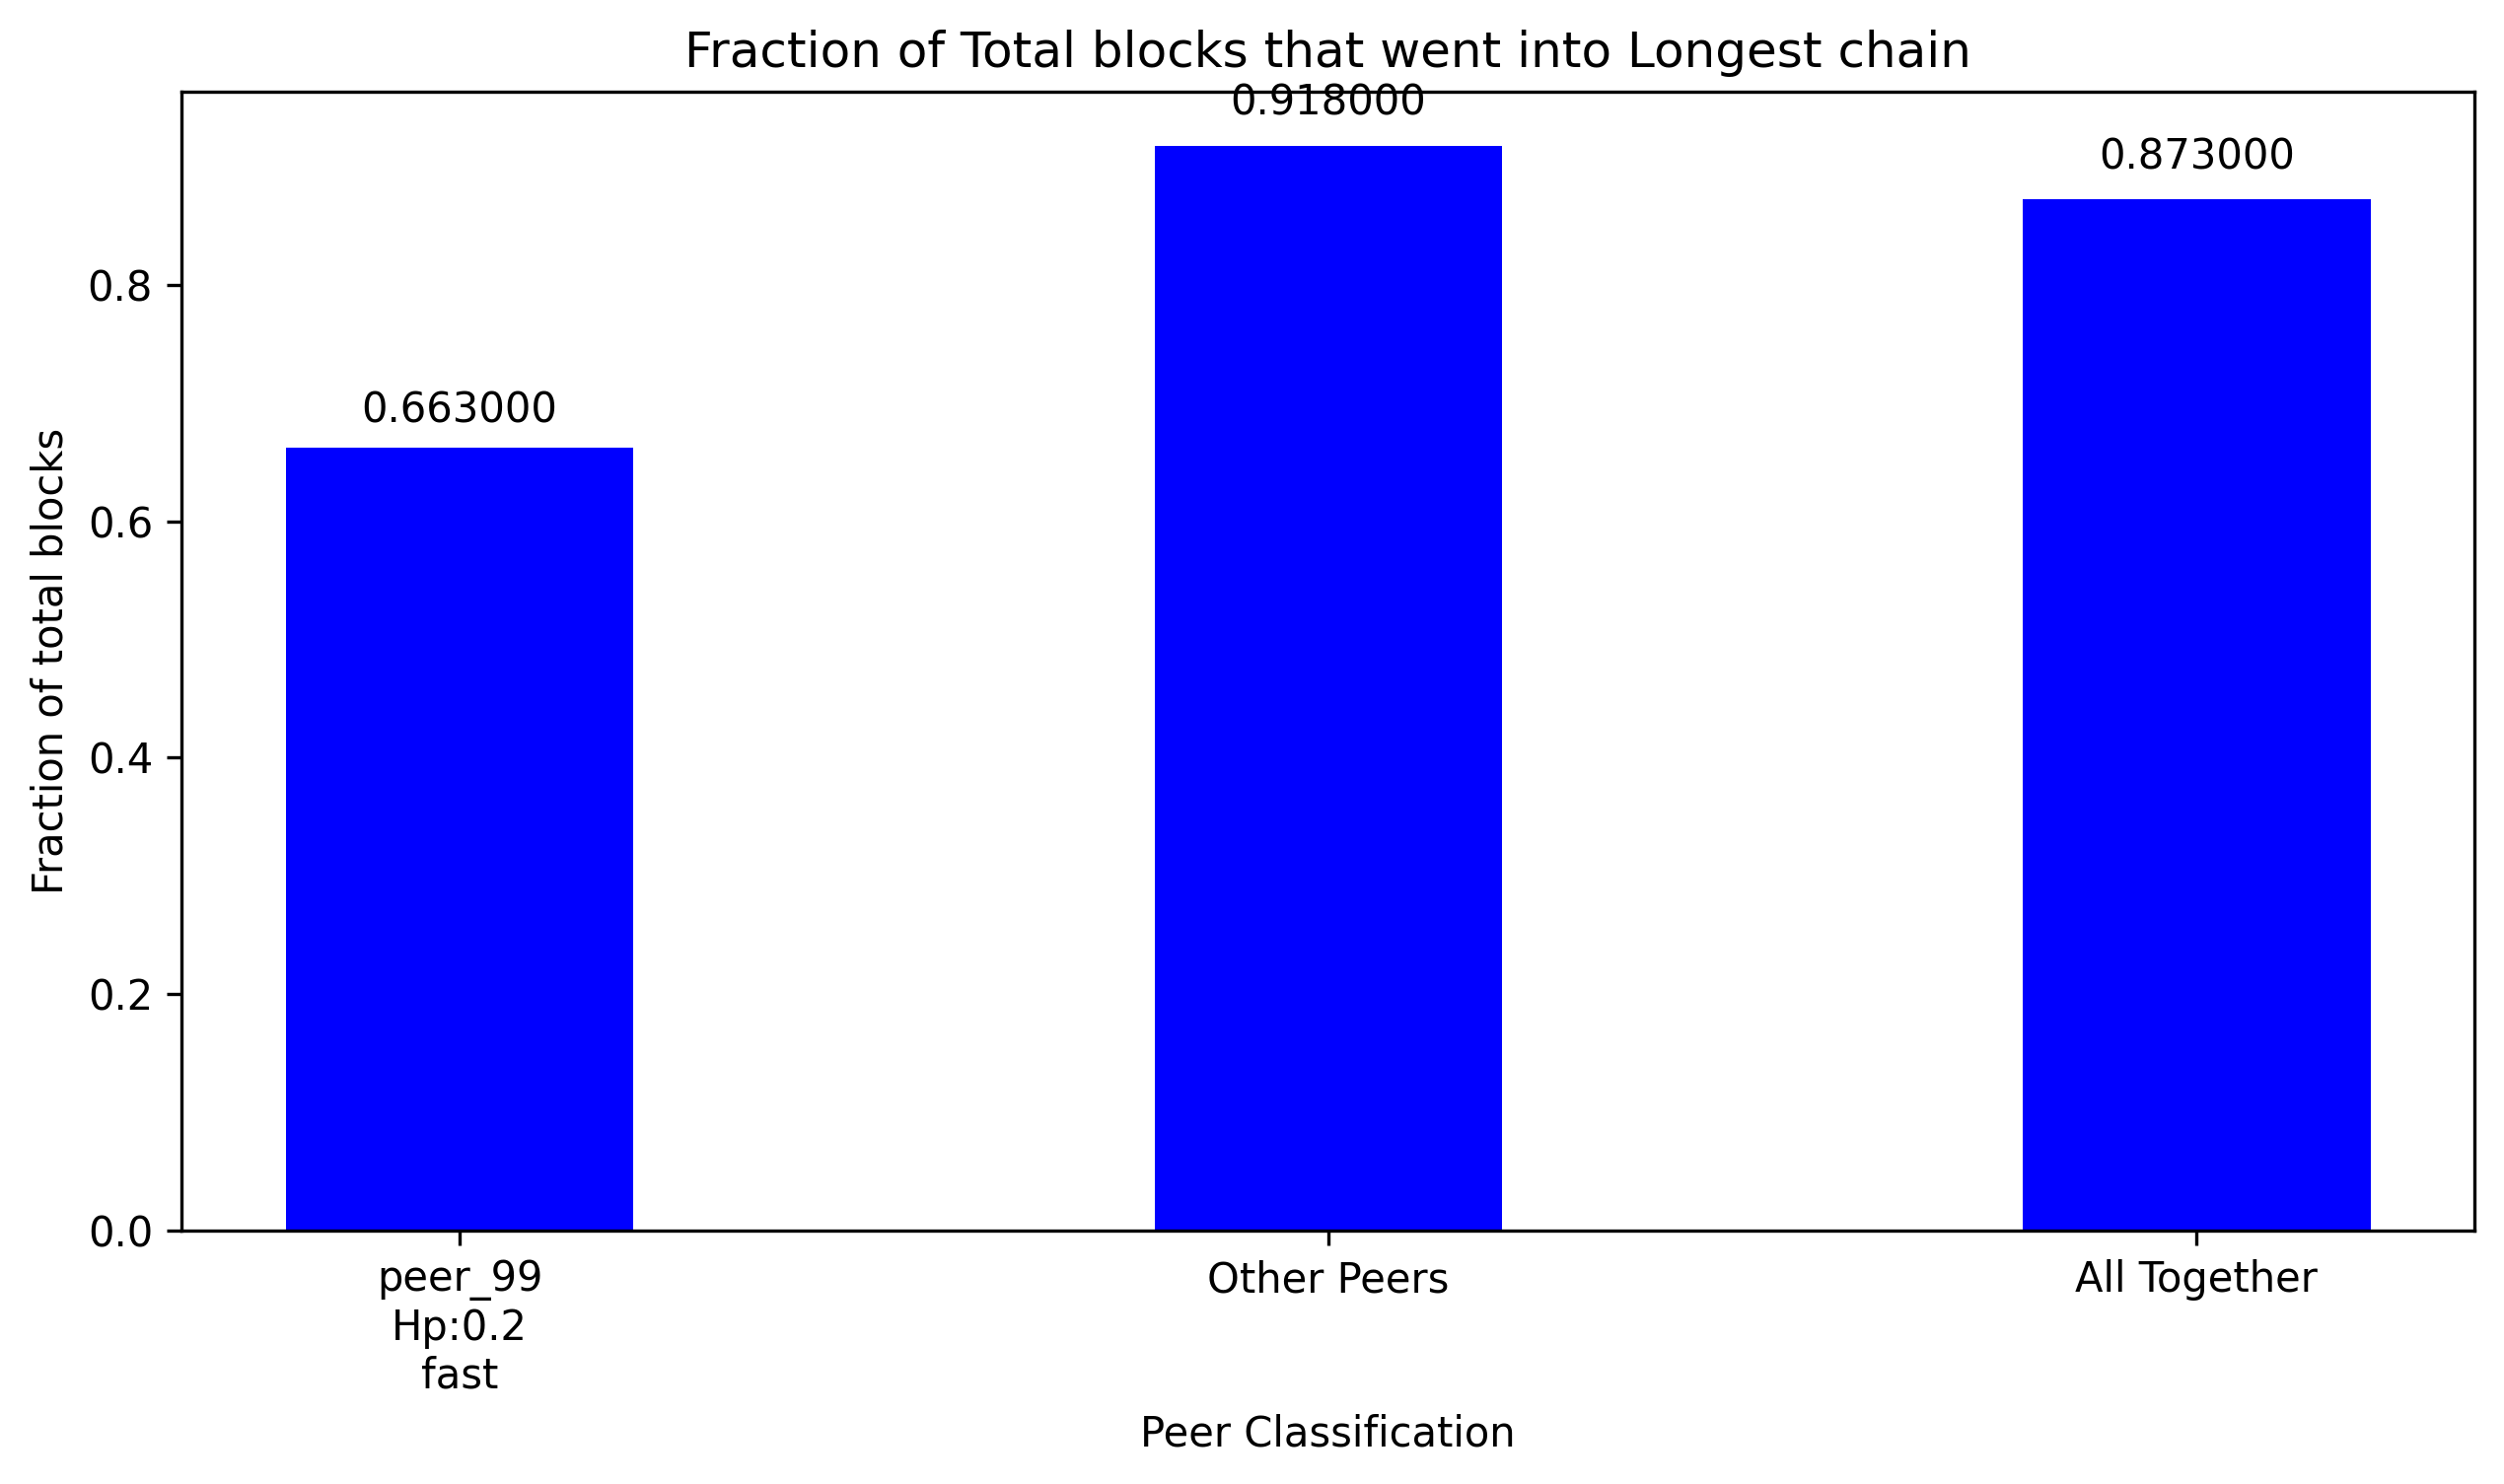 Fraction of Total blocks that went into Longest chain
0.918000
0.873000
0.663000
Fraction of total blocks
0.8
0.6
0.4
0.2
0.0
peer_99
Hp:0.2
fast
Other Peers
All Together
Peer Classification